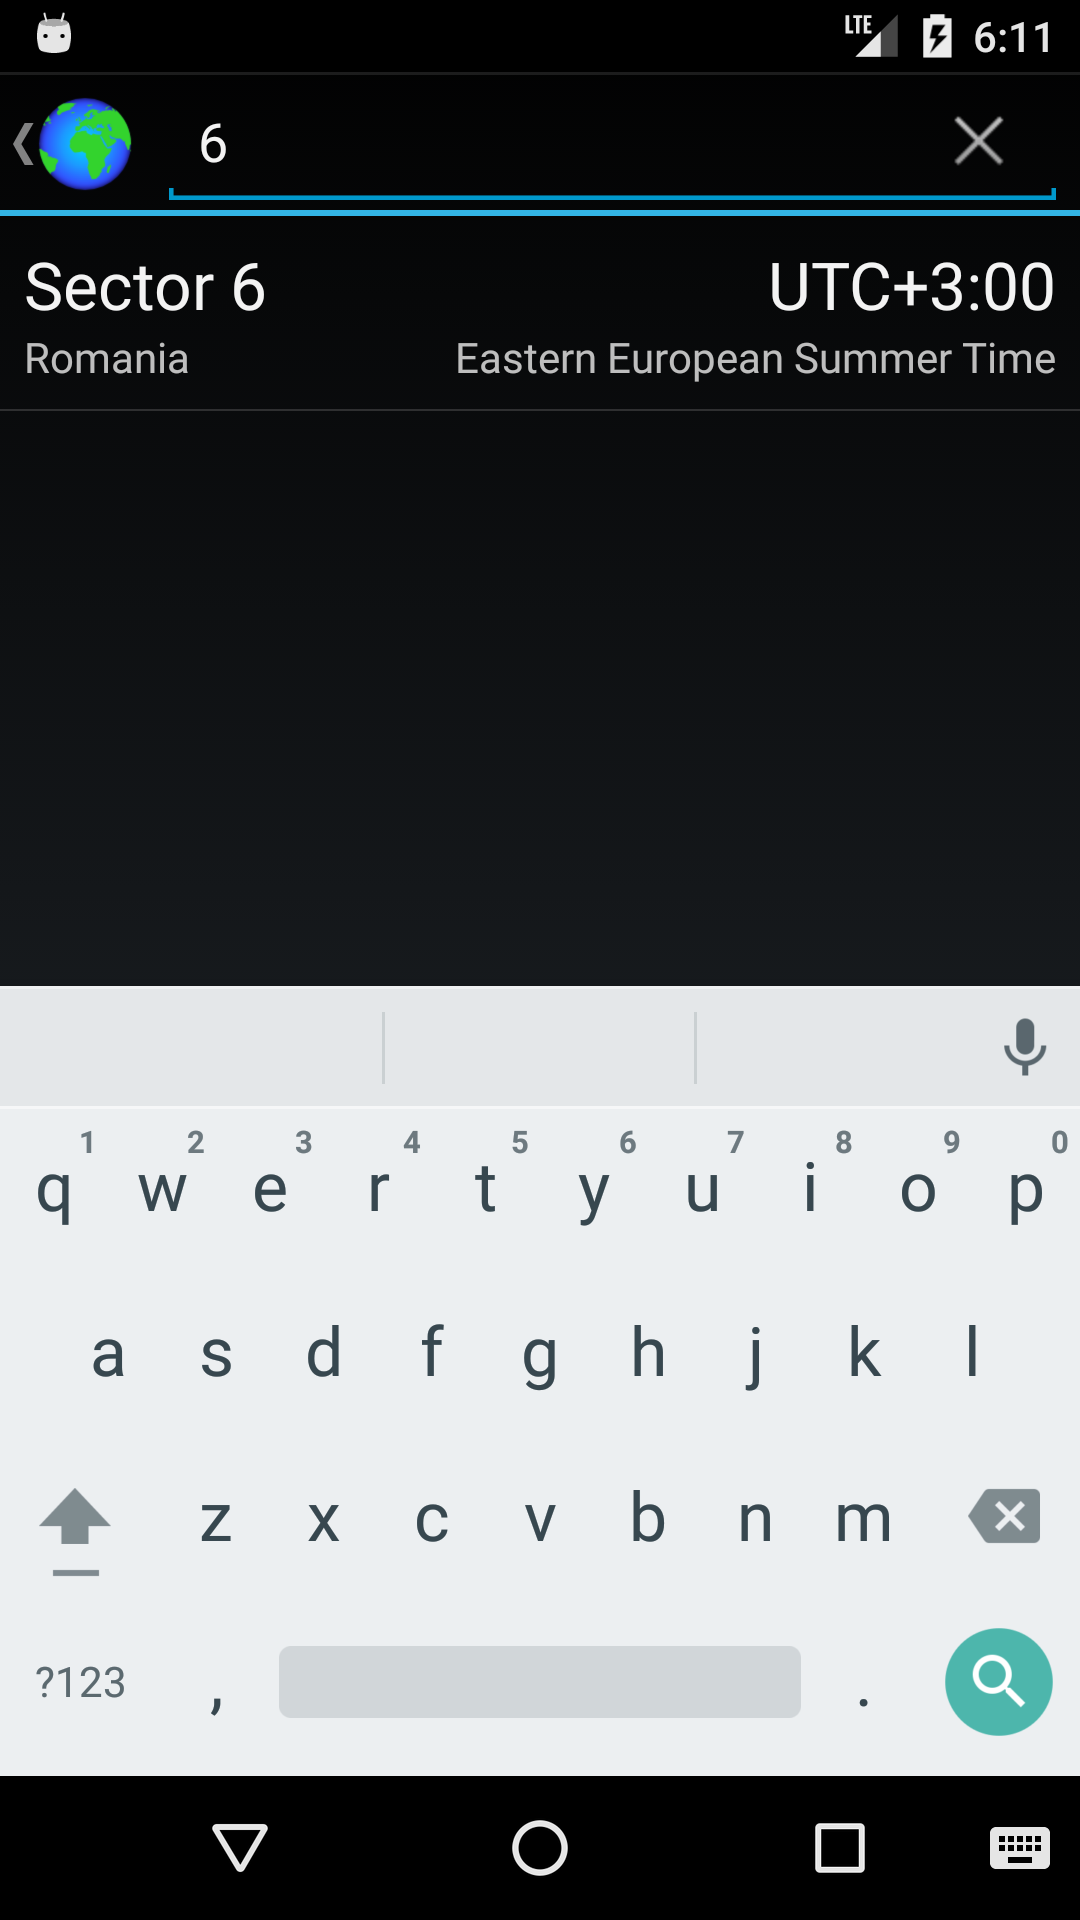 LTE 6:11
6
Sector 6 UTC+3:00
Romania Eastern European Summer Time
1 2 3 4 5 6 7 8 9 0
q w e r t y u i o p
a s d f g h j k l
z x c v b n m
?123 , .